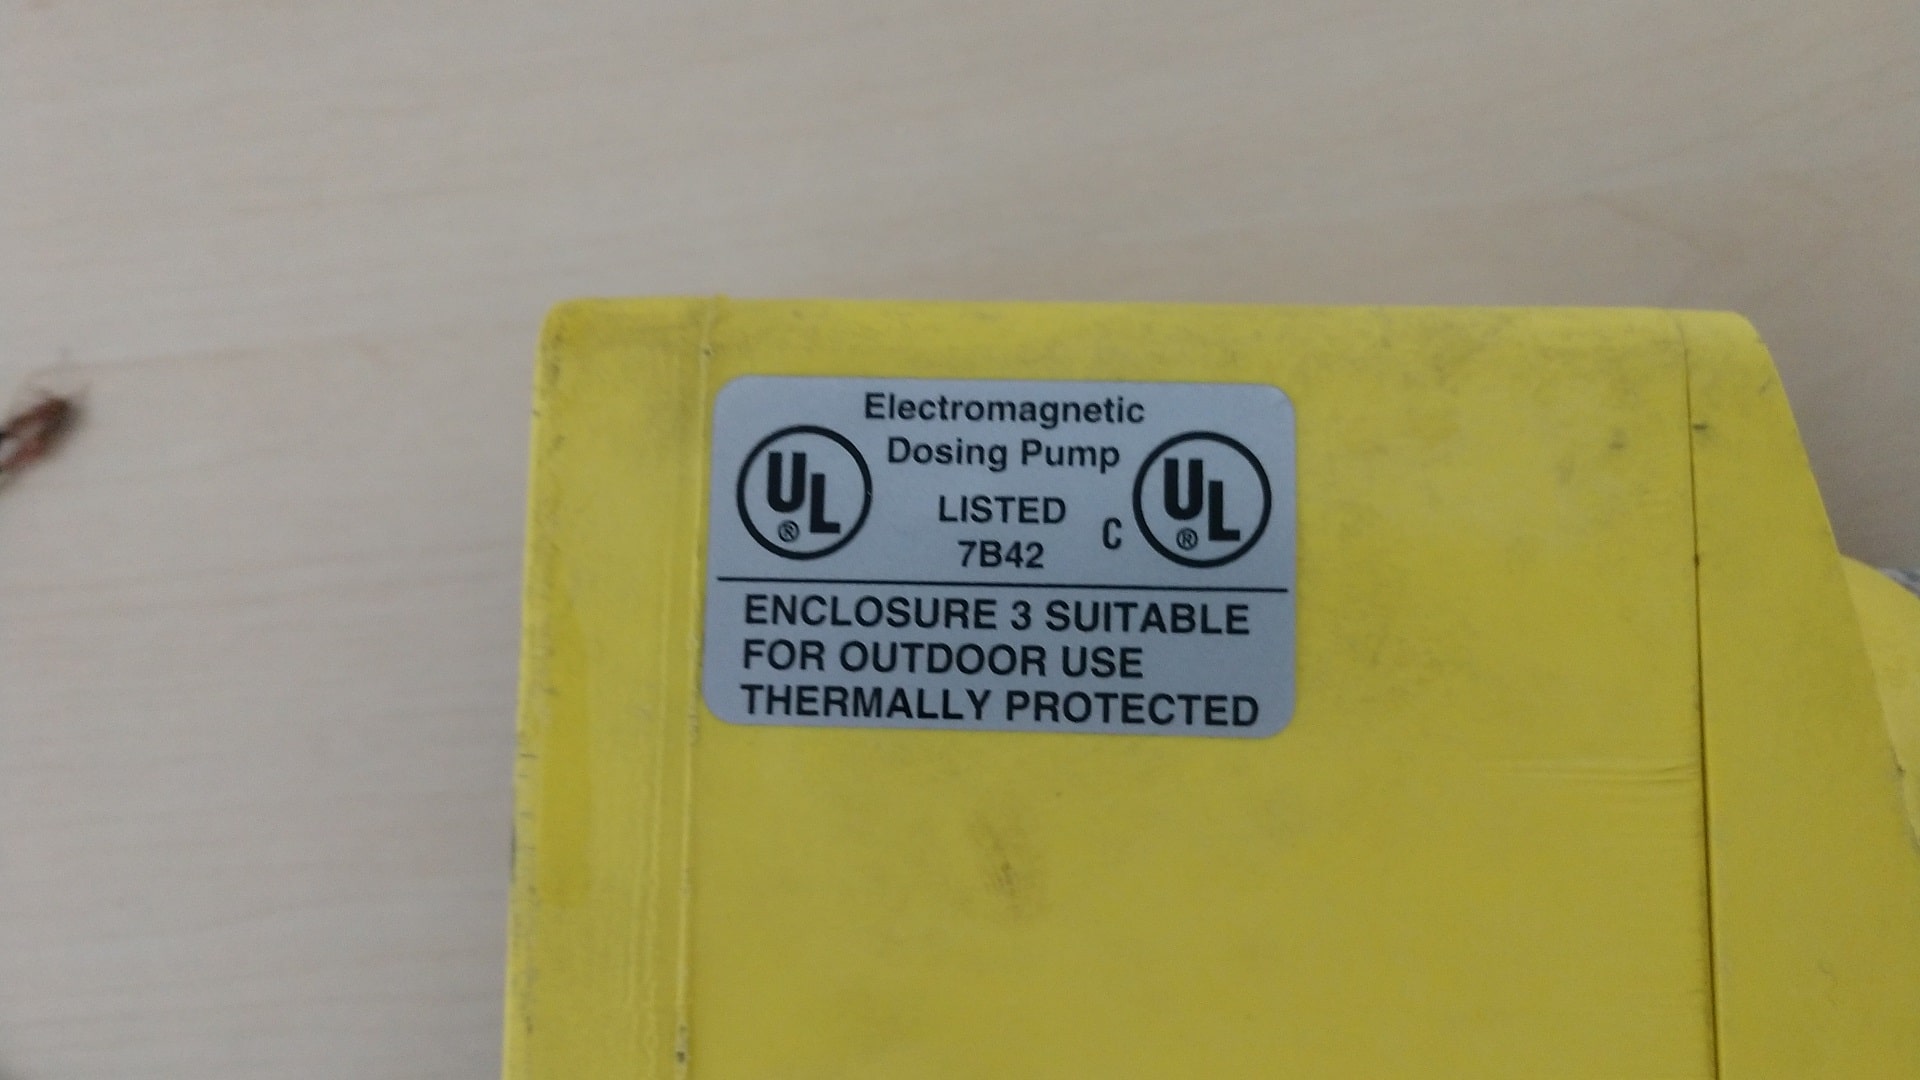 Electromagnetic
Dosing Pump
UL ® LISTED C UL ®
7B42
ENCLOSURE 3 SUITABLE
FOR OUTDOOR USE
THERMALLY PROTECTED